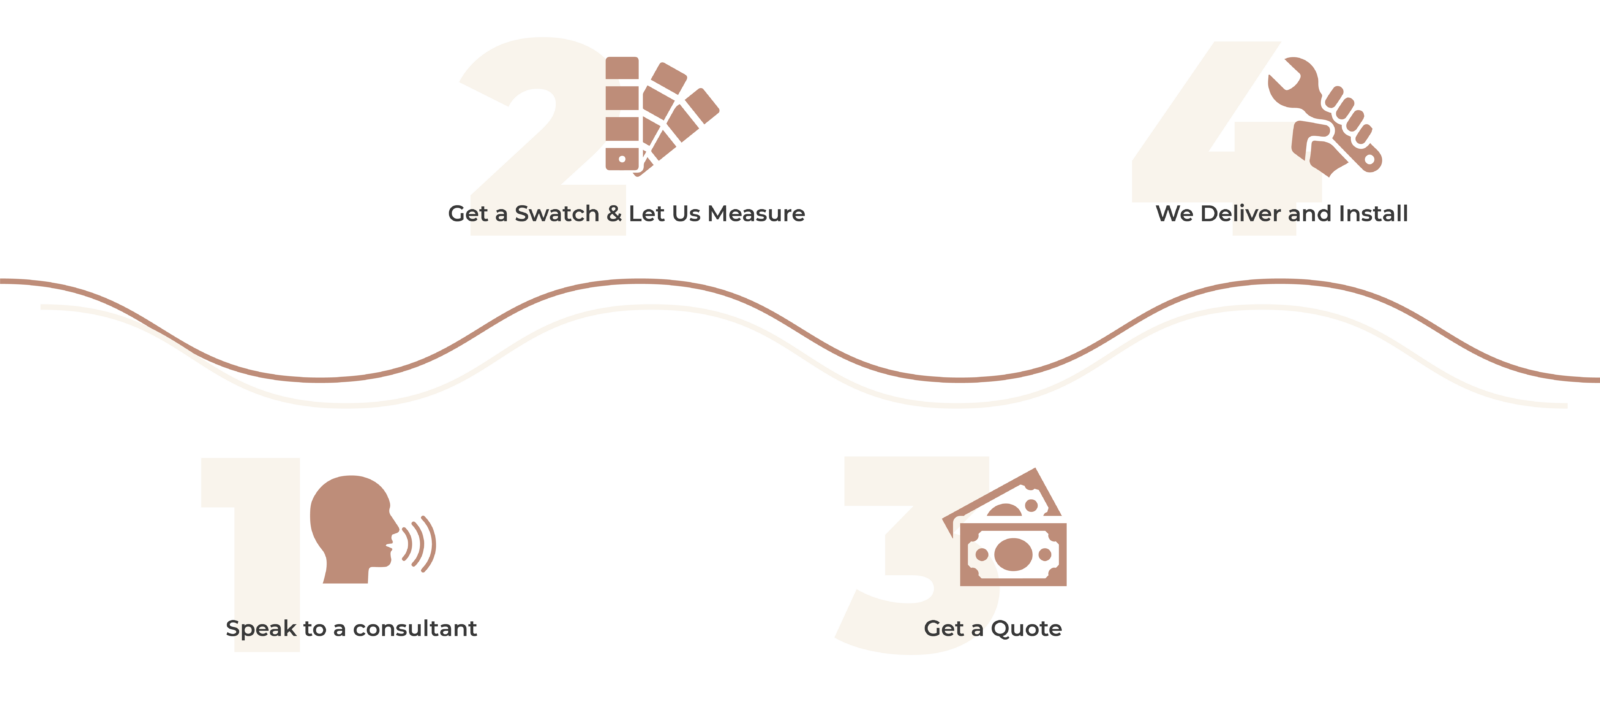 1
Speak to a consultant
2
Get a Swatch & Let Us Measure
3
Get a Quote
4
We Deliver and Install